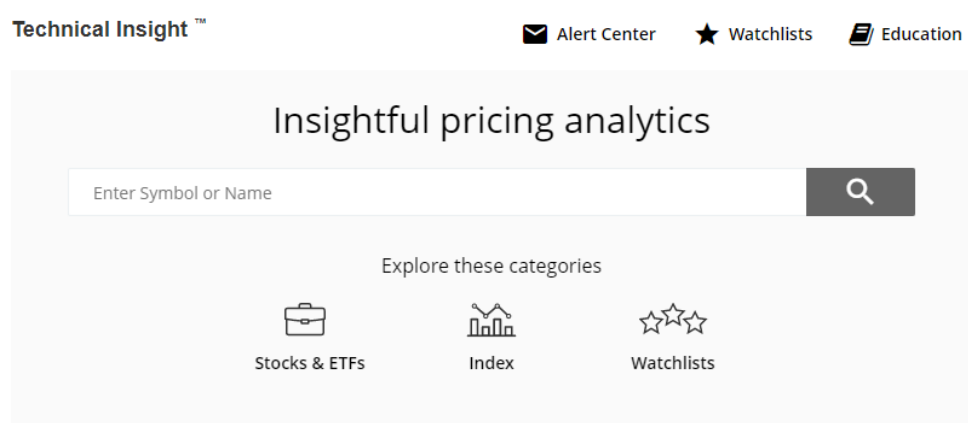 Technical Insight ™
Alert Center
Watchlists
Education
Insightful pricing analytics
Enter Symbol or Name
Explore these categories
Stocks & ETFs
Index
Watchlists